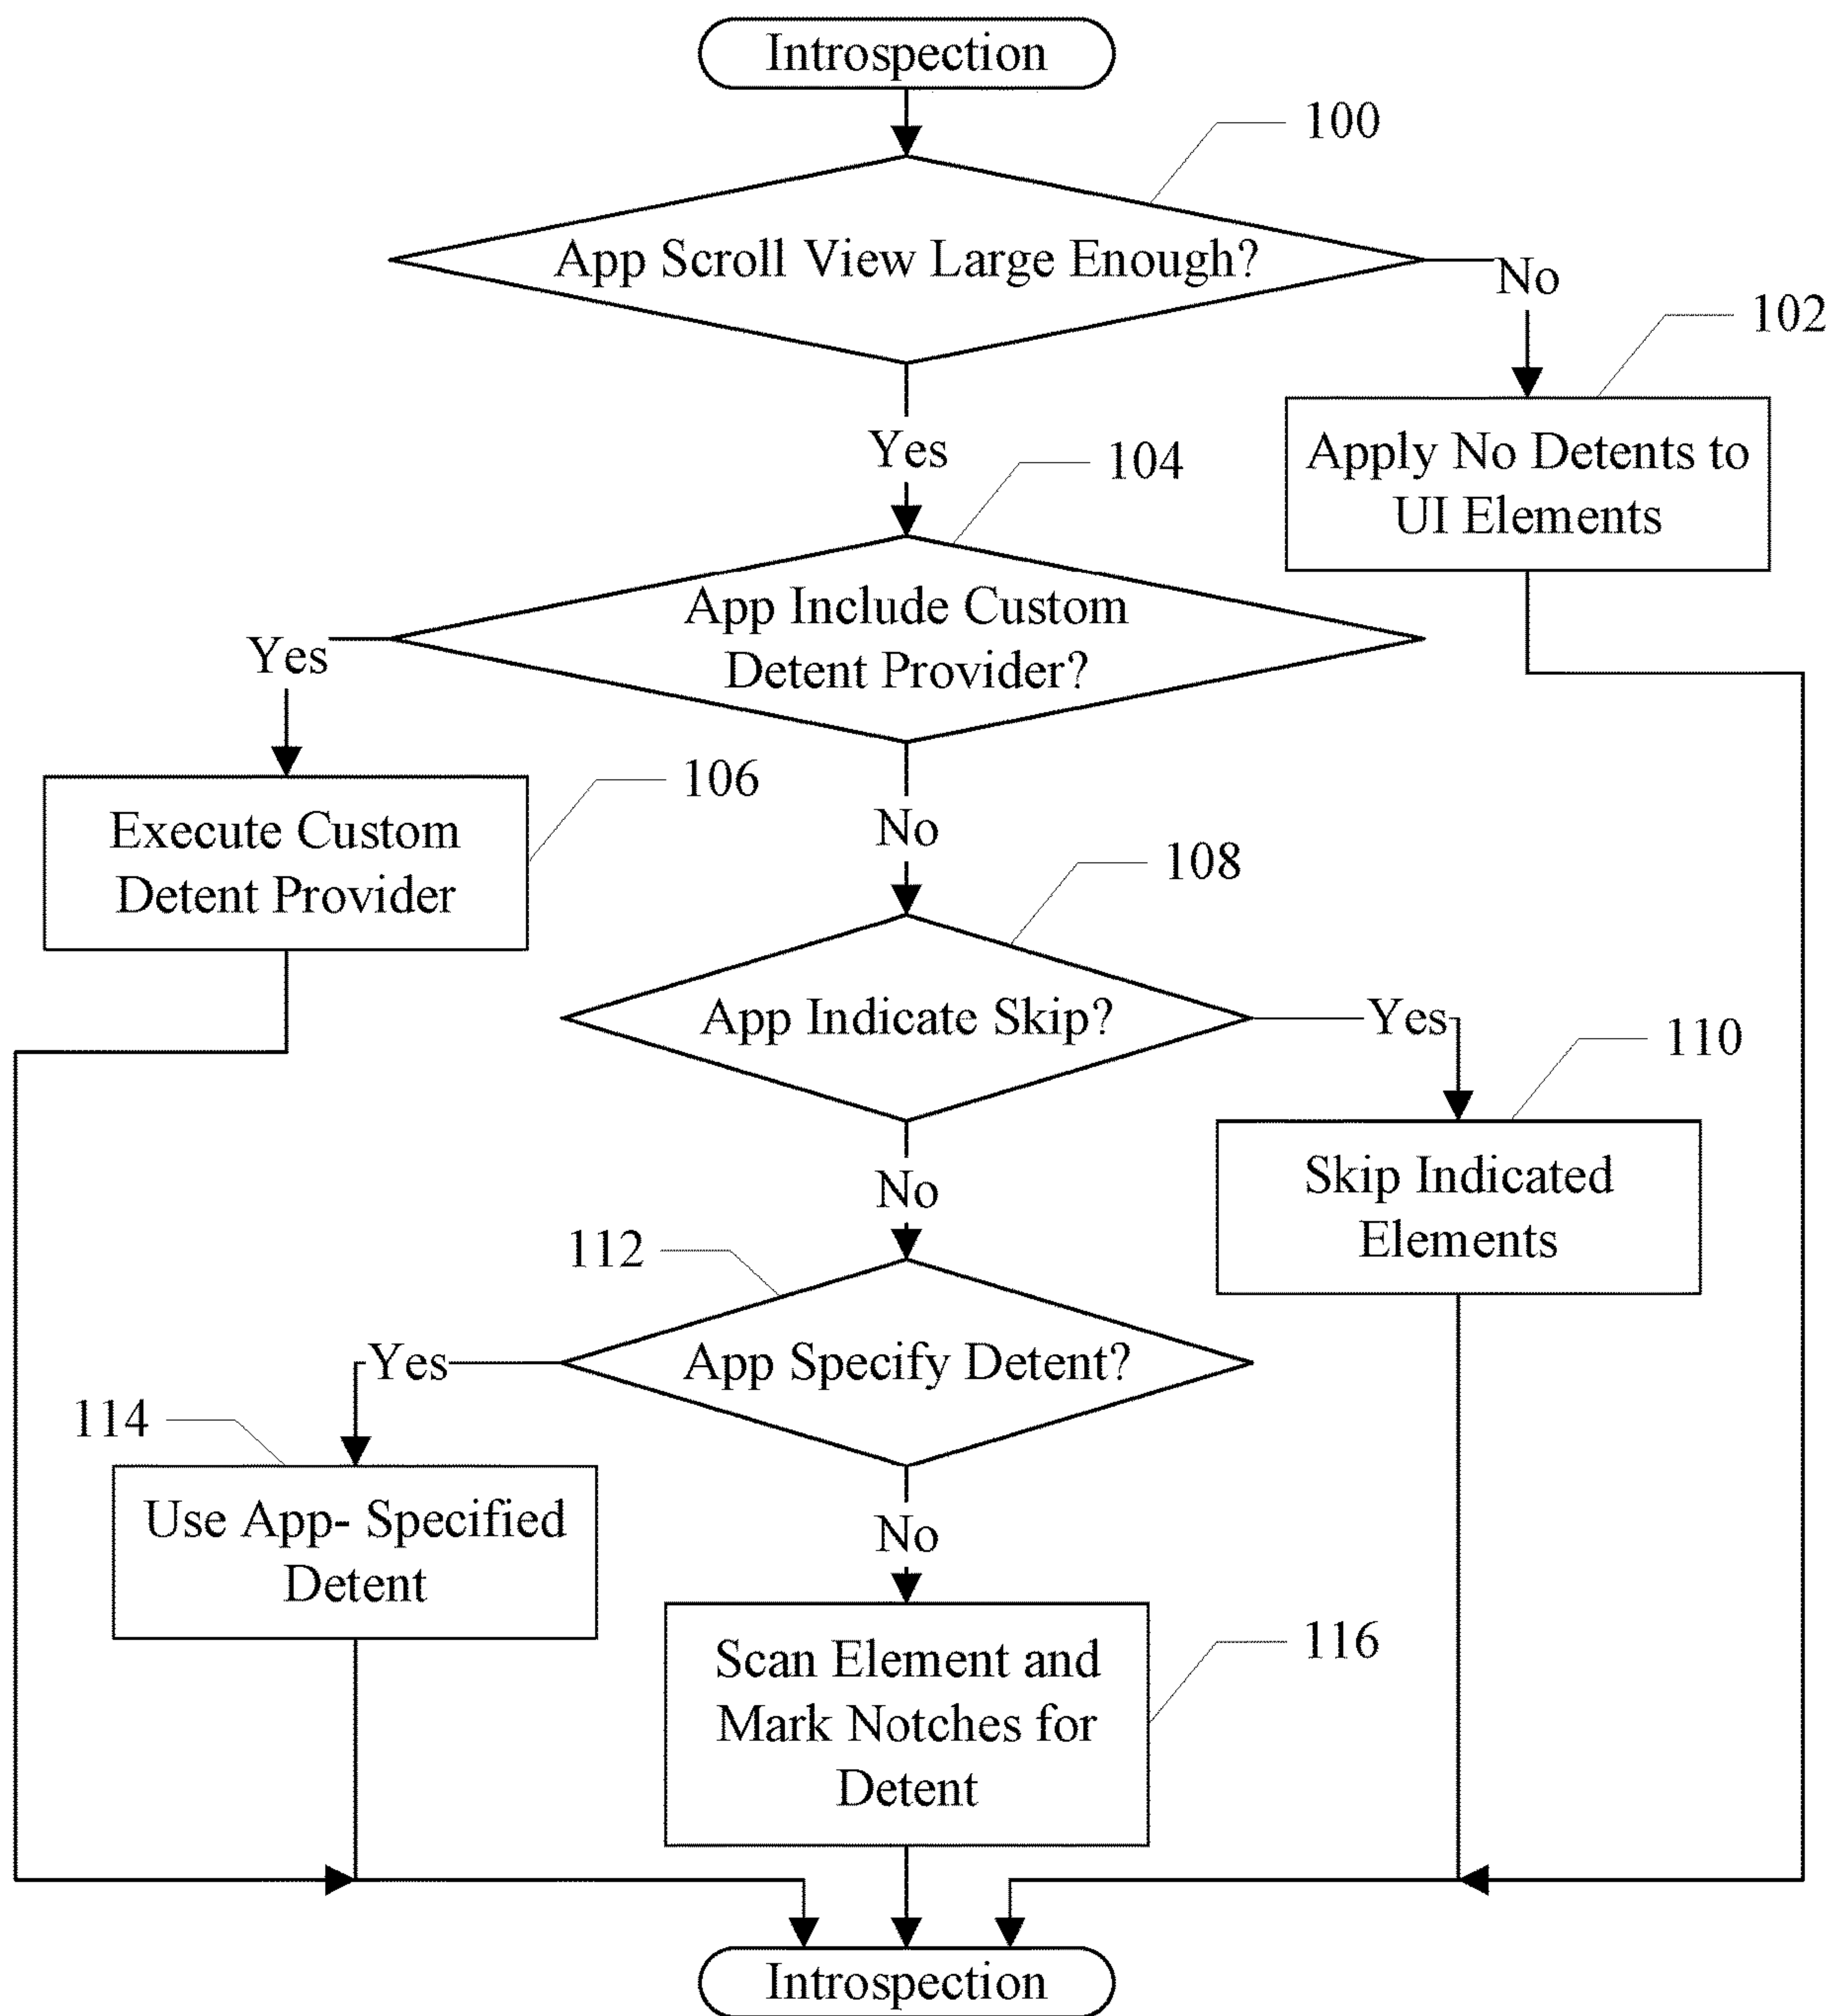 Introspection
100
App Scroll View Large Enough?
No
102
Apply No Detents to
UI Elements
Yes
104
App Include Custom
Detent Provider?
Yes
106
Execute Custom
Detent Provider
No
108
App Indicate Skip?
Yes
110
Skip Indicated
Elements
No
112
App Specify Detent?
Yes
114
Use App- Specified
Detent
No
116
Scan Element and
Mark Notches for
Detent
Introspection